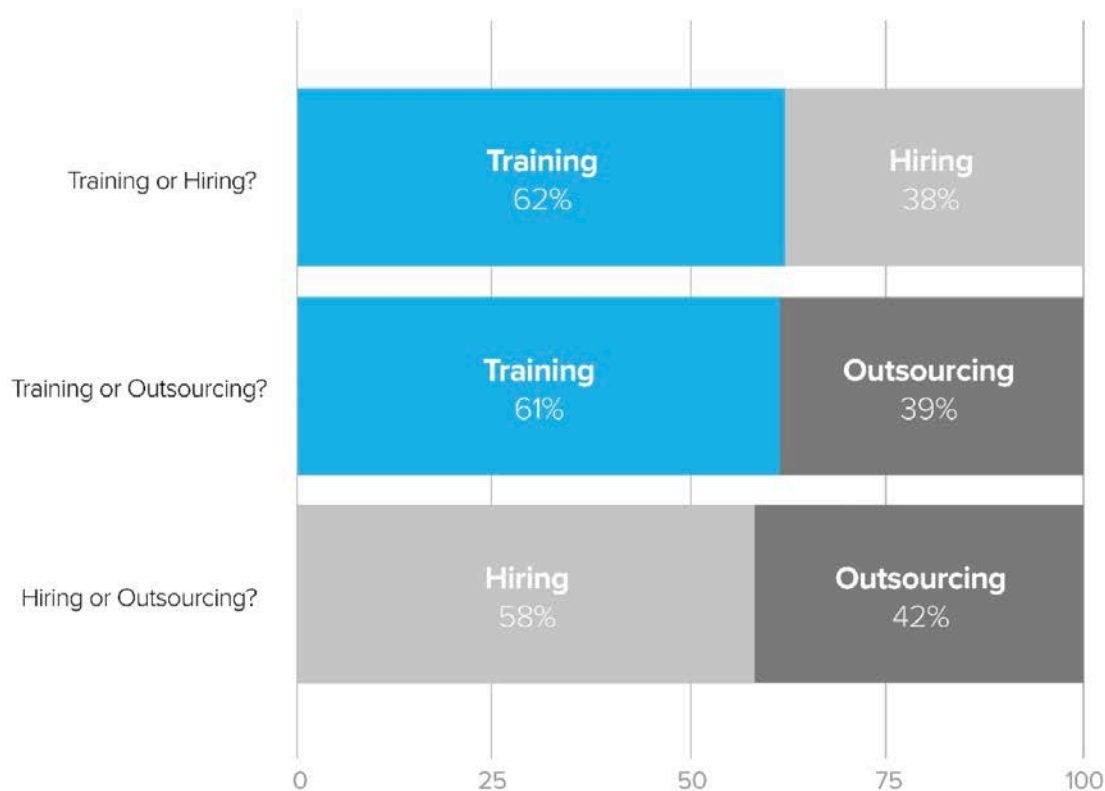 Training or Hiring?
Training
62%
Hiring
38%
Training or Outsourcing?
Training
61%
Outsourcing
39%
Hiring or Outsourcing?
Hiring
58%
Outsourcing
42%
0
25
50
75
100